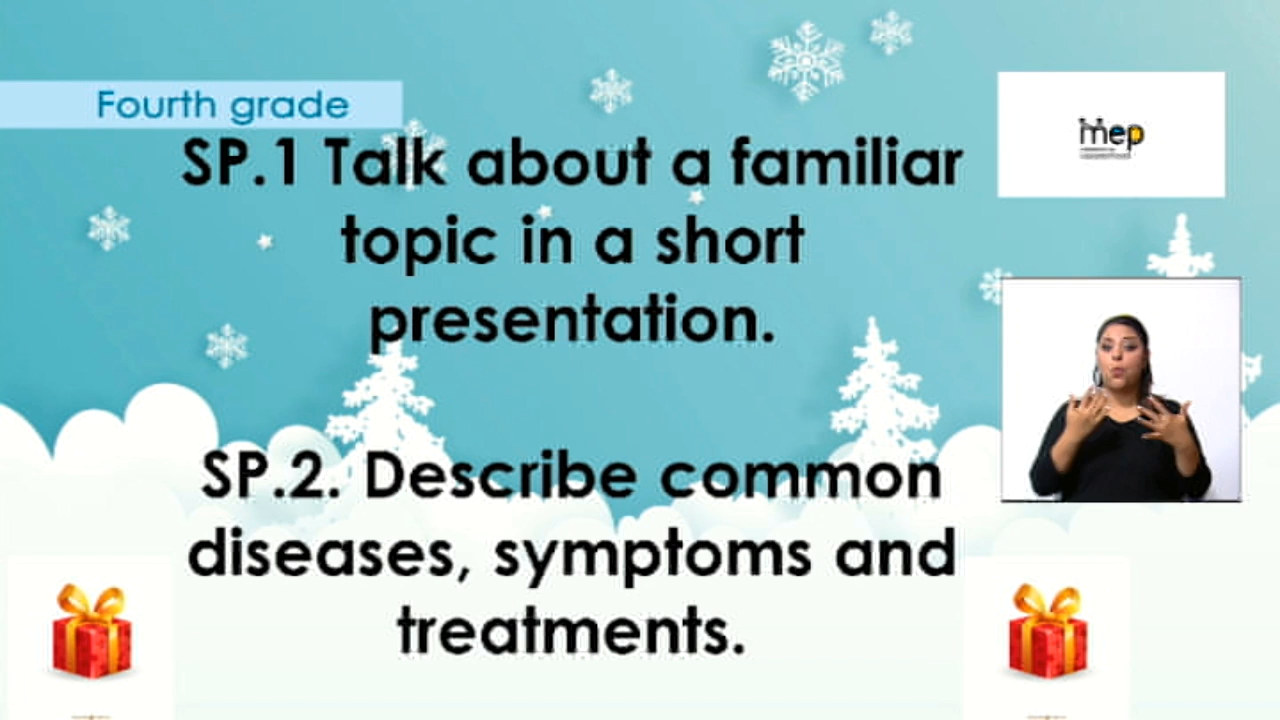 Fourth grade
SP.1 Talk about a familiar
topic in a short
presentation.
mep
SP.2. Describe common
diseases, symptoms and
treatments.